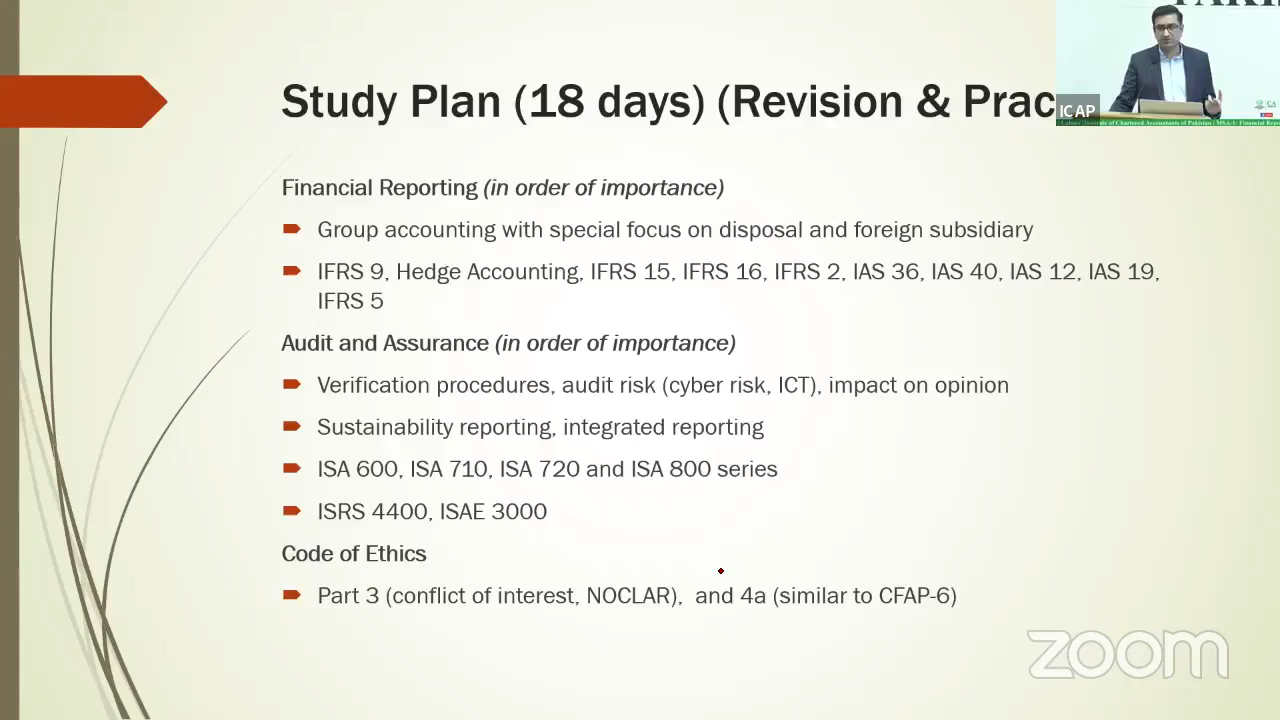 Study Plan (18 days) (Revision & Prac
ICAP
Financial Reporting (in order of importance)
Group accounting with special focus on disposal and foreign subsidiary
IFRS 9, Hedge Accounting, IFRS 15, IFRS 16, IFRS 2, IAS 36, IAS 40, IAS 12, IAS 19,
IFRS 5
Audit and Assurance (in order of importance)
Verification procedures, audit risk (cyber risk, ICT), impact on opinion
Sustainability reporting, integrated reporting
ISA 600, ISA 710, ISA 720 and ISA 800 series
ISRS 4400, ISAE 3000
Code of Ethics
Part 3 (conflict of interest, NOCLAR), and 4a (similar to CFAP-6)
zoom